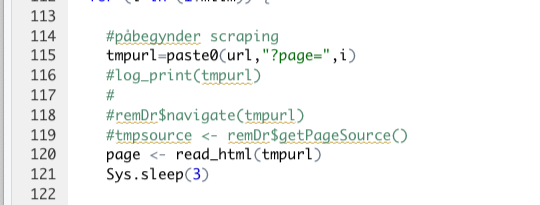 113
114 #påbegynder scraping
115 tmpurl=paste0(url,"?page=",i)
116 #log_print(tmpurl)
117 #
118 #remDr$navigate(tmpurl)
119 #tmpsource <- remDr$getPageSource()
120 page <- read_html(tmpurl)
121 Sys.sleep(3)
122